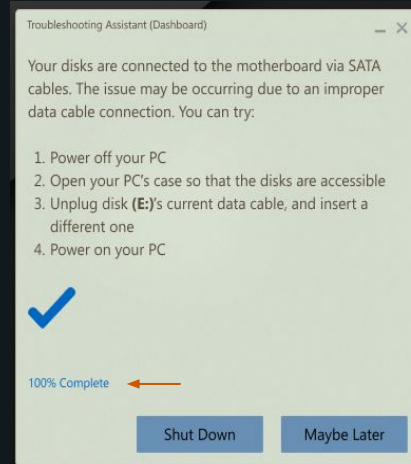 Troubleshooting Assistant (Dashboard)
Your disks are connected to the motherboard via SATA
cables. The issue may be occurring due to an improper
data cable connection. You can try:
1. Power off your PC
2. Open your PC's case so that the disks are accessible
3. Unplug disk (E:)'s current data cable, and insert a
different one
4. Power on your PC
100% Complete
Shut Down
Maybe Later